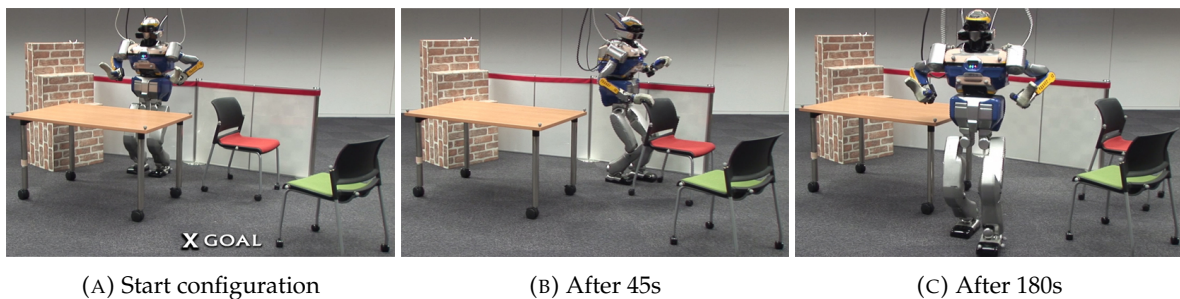 X GOAL
(A) Start configuration
(B) After 45s
(C) After 180s